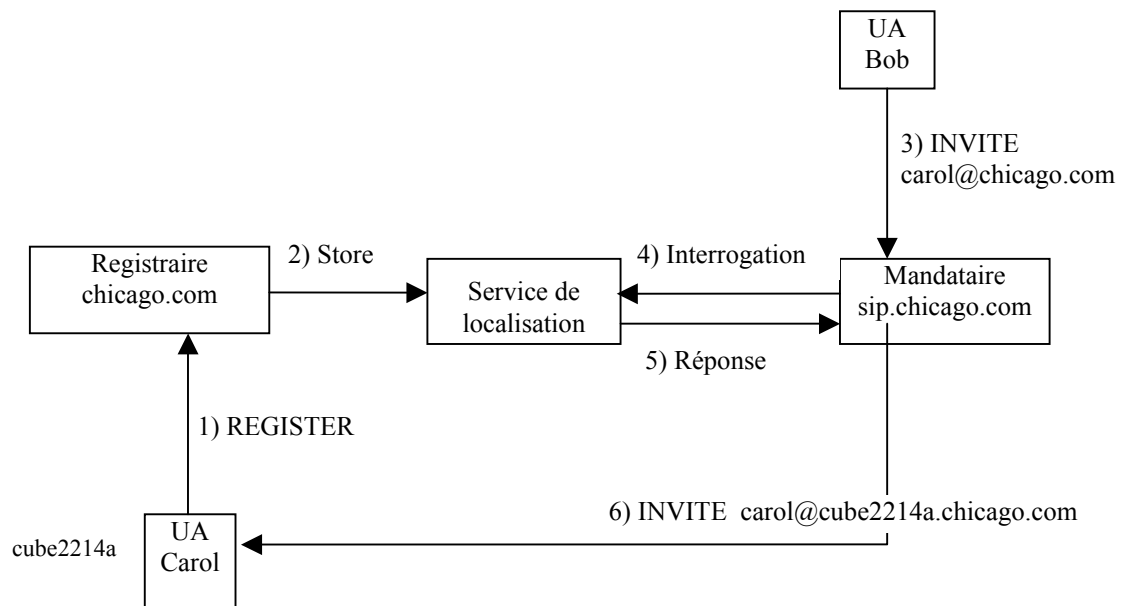 UA
Bob
3) INVITE
carol@chicago.com
Registraire
chicago.com
2) Store
Service de
localisation
4) Interrogation
5) Réponse
Mandataire
sip.chicago.com
1) REGISTER
6) INVITE carol@cube2214a.chicago.com
cube2214a
UA
Carol